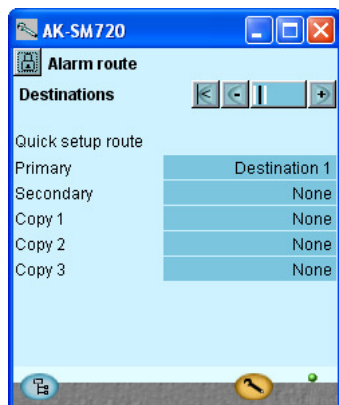 AK-SM720
Alarm route
Destinations
Quick setup route
Primary Destination 1
Secondary None
Copy 1 None
Copy 2 None
Copy 3 None